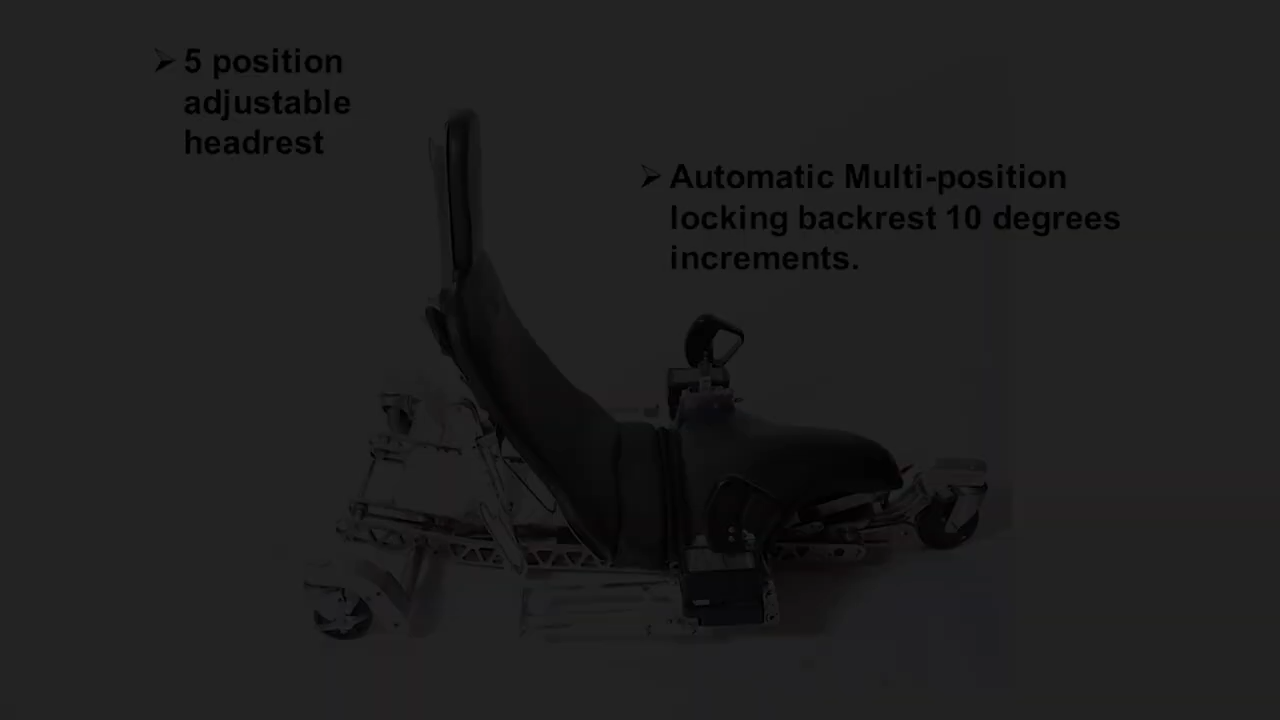 ➢ 5 position
adjustable
headrest
➢ Automatic Multi-position
locking backrest 10 degrees
increments.